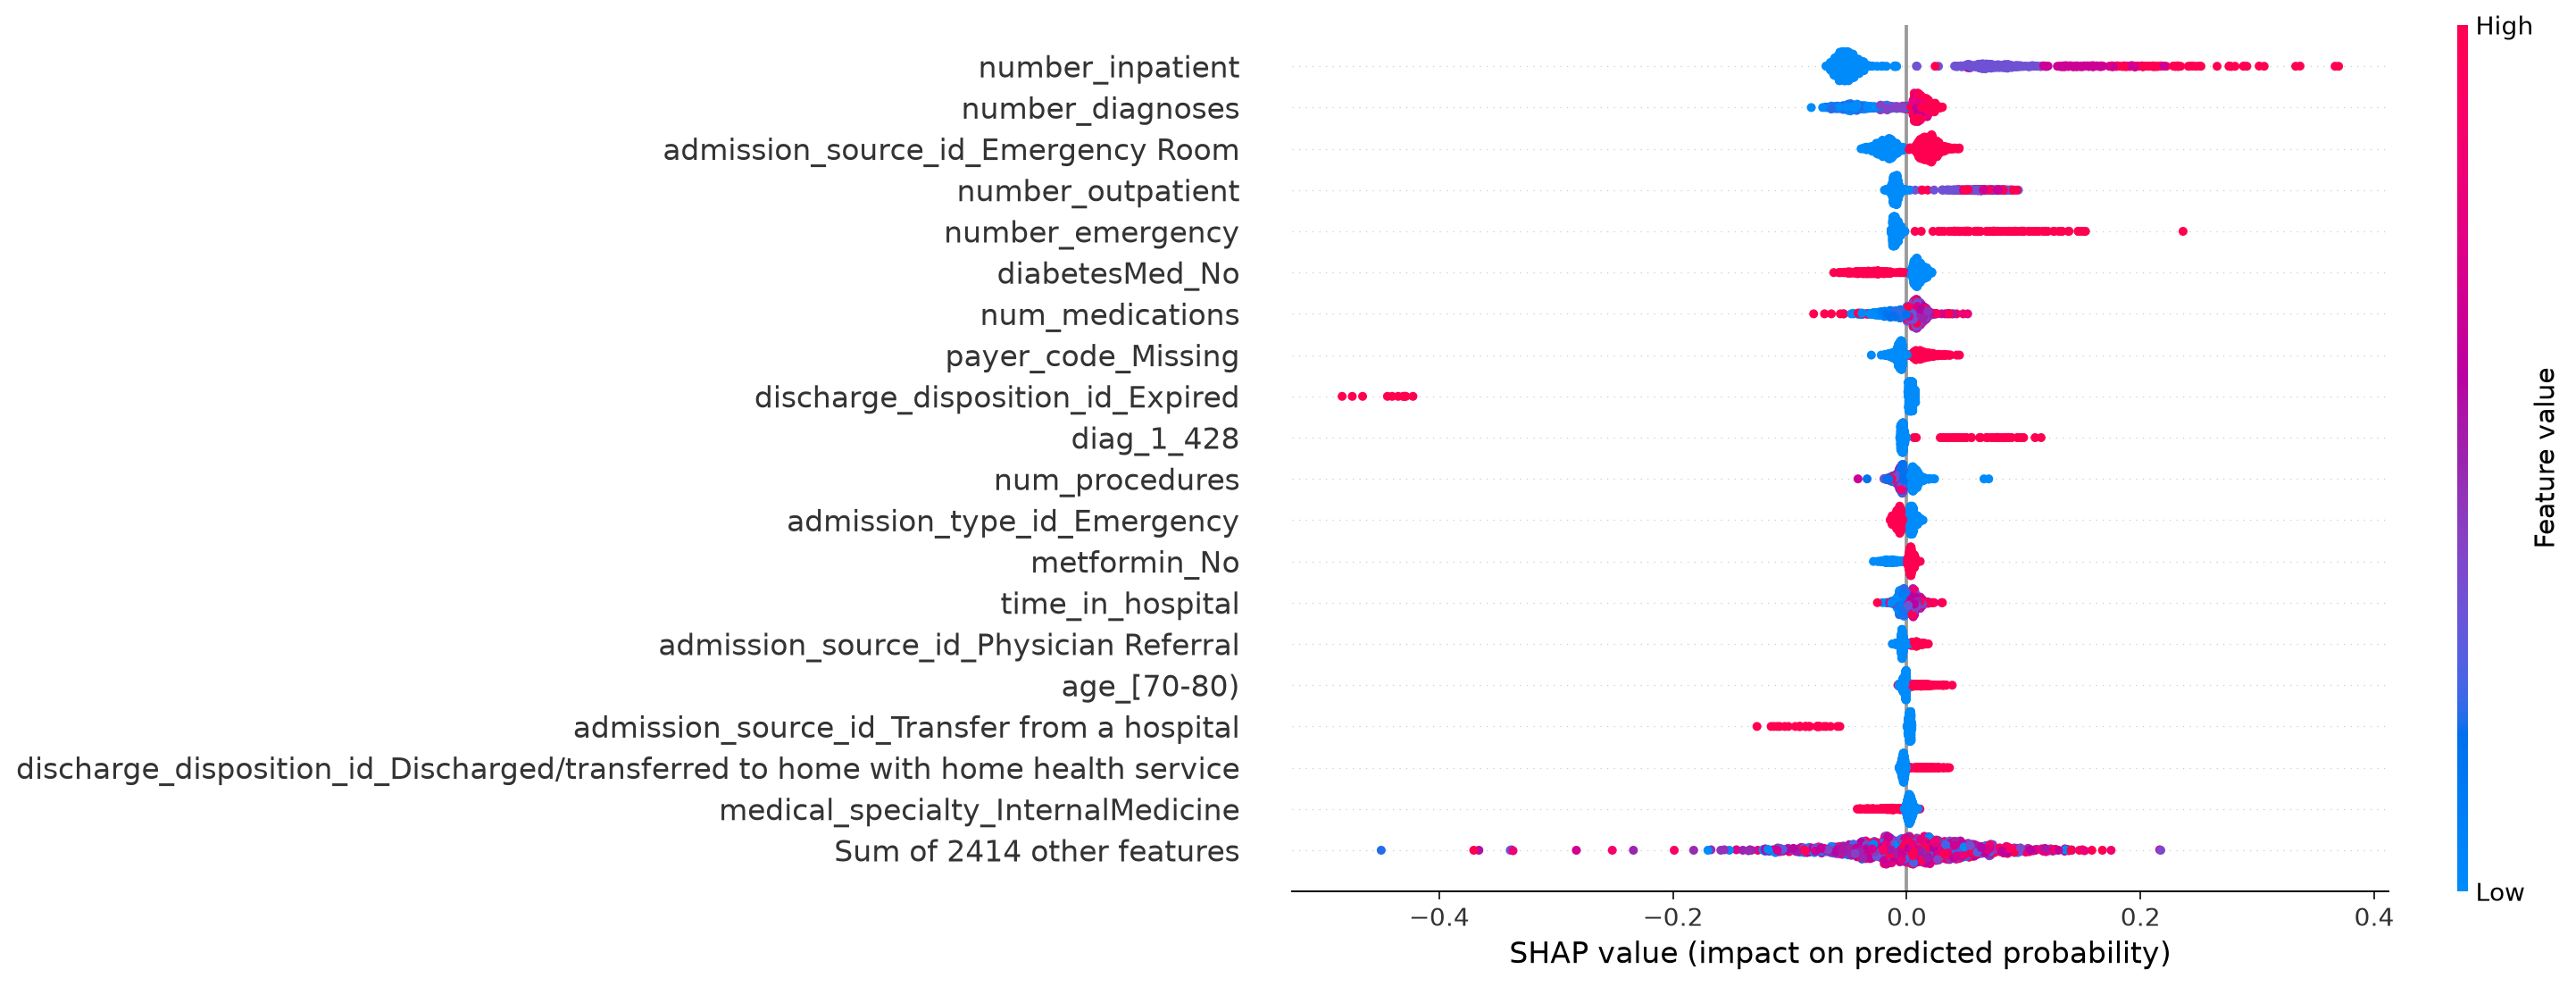 High
number_inpatient
number_diagnoses
admission_source_id_Emergency Room
number_outpatient
number_emergency
diabetesMed_No
num_medications
payer_code_Missing
discharge_disposition_id_Expired
diag_1_428
num_procedures
admission_type_id_Emergency
metformin_No
time_in_hospital
admission_source_id_Physician Referral
age_[70-80)
admission_source_id_Transfer from a hospital
discharge_disposition_id_Discharged/transferred to home with home health service
medical_specialty_InternalMedicine
Sum of 2414 other features
Feature value
Low
−0.4 −0.2 0.0 0.2 0.4
SHAP value (impact on predicted probability)